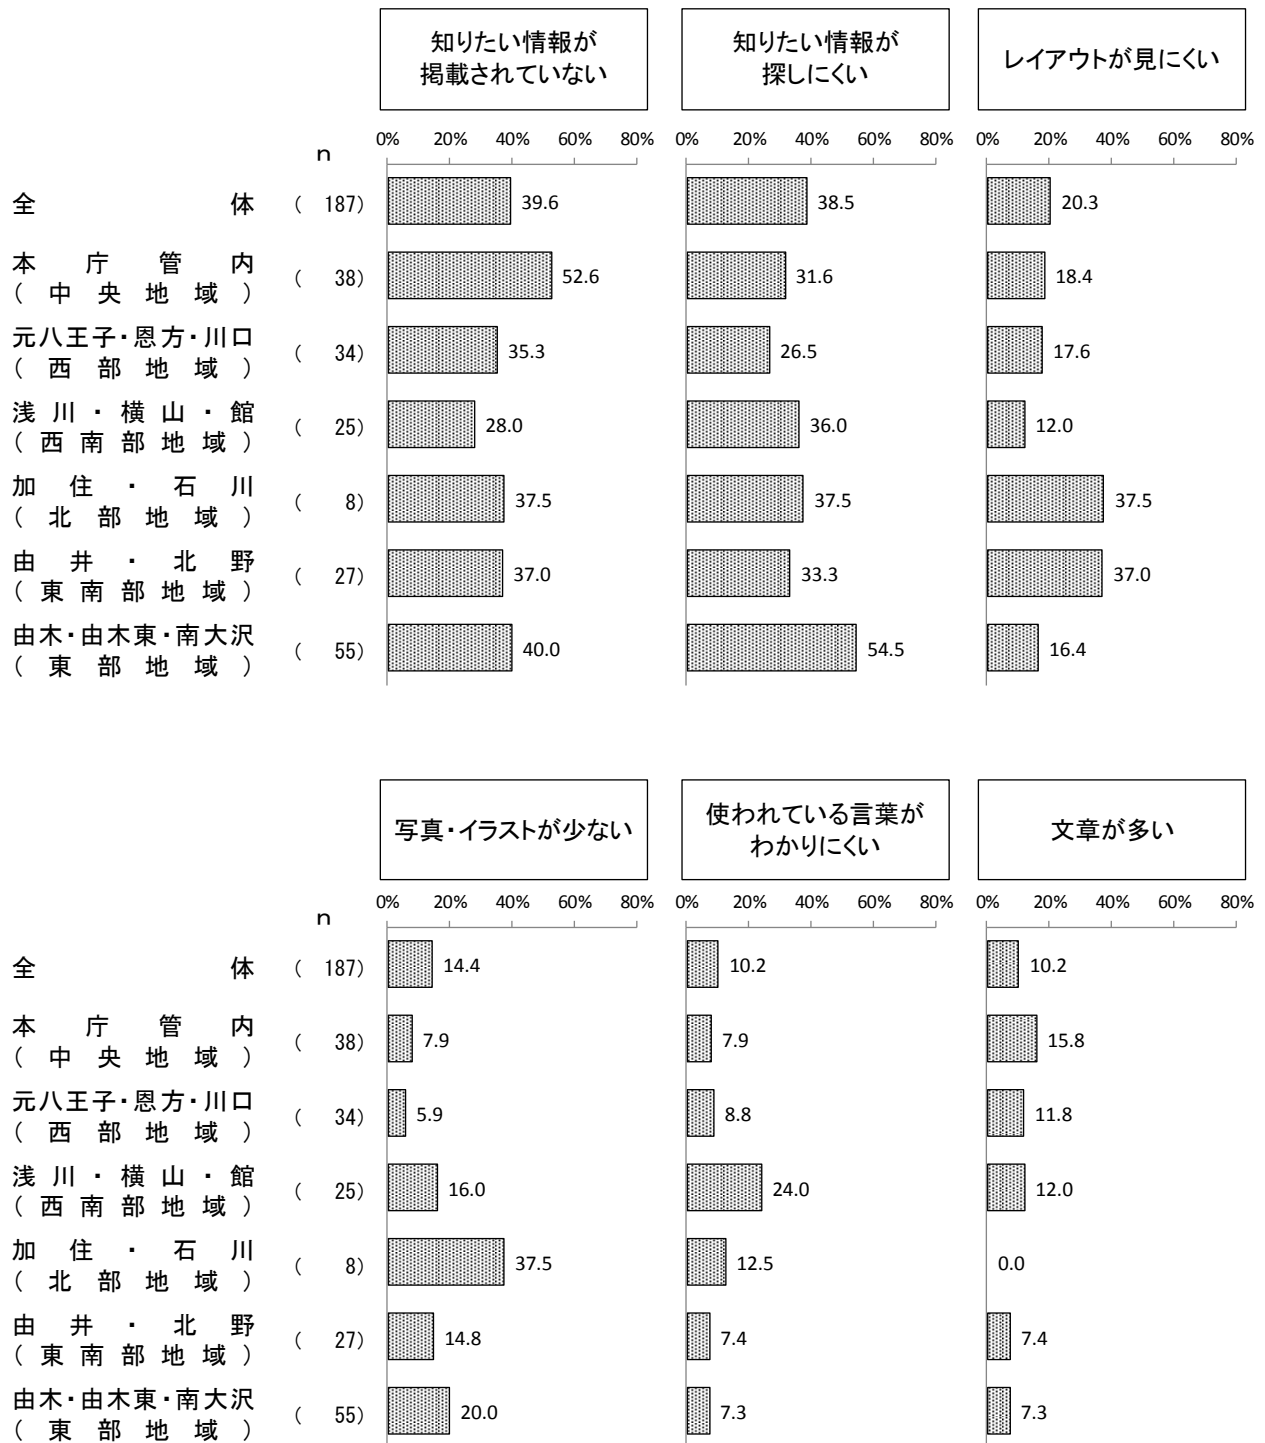 知りたい情報が
掲載されていない
知りたい情報が
探しにくい
レイアウトが見にくい
0% 20% 40% 60% 80% 0% 20% 40% 60% 80% 0% 20% 40% 60% 80%
n
全体 ( 187) 39.6 38.5 20.3
本庁管内
(中央地域) ( 38) 52.6 31.6 18.4
元八王子・恩方・川口
(西部地域) ( 34) 35.3 26.5 17.6
浅川・横山・館
(西南部地域) ( 25) 28.0 36.0 12.0
加住・石川
(北部地域) ( 8) 37.5 37.5 37.5
由井・北野
(東南部地域) ( 27) 37.0 33.3 37.0
由木・由木東・南大沢
(東部地域) ( 55) 40.0 54.5 16.4
写真・イラストが少ない
使われている言葉が
わかりにくい
文章が多い
0% 20% 40% 60% 80% 0% 20% 40% 60% 80% 0% 20% 40% 60% 80%
n
全体 ( 187) 14.4 10.2 10.2
本庁管内
(中央地域) ( 38) 7.9 7.9 15.8
元八王子・恩方・川口
(西部地域) ( 34) 5.9 8.8 11.8
浅川・横山・館
(西南部地域) ( 25) 16.0 24.0 12.0
加住・石川
(北部地域) ( 8) 37.5 12.5 0.0
由井・北野
(東南部地域) ( 27) 14.8 7.4 7.4
由木・由木東・南大沢
(東部地域) ( 55) 20.0 7.3 7.3